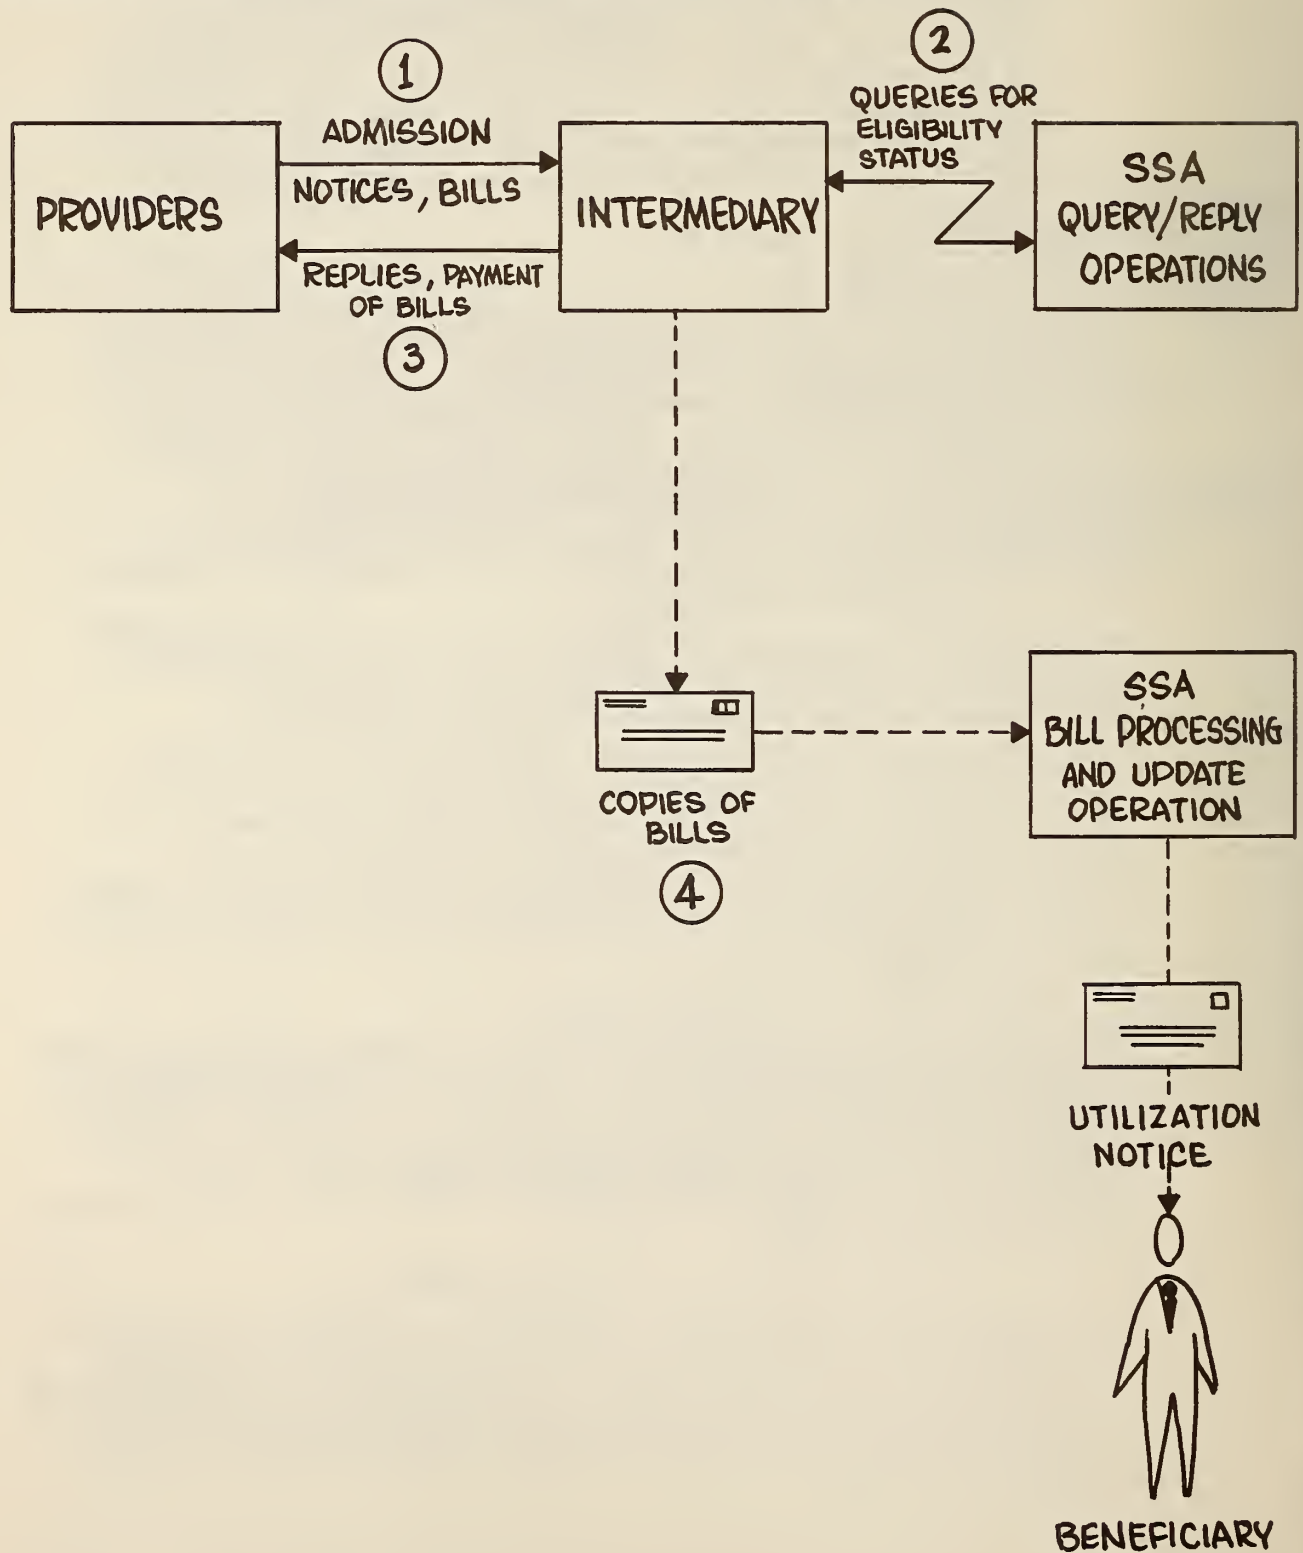 1
ADMISSION
NOTICES, BILLS
PROVIDERS
REPLIES, PAYMENT
OF BILLS
3
INTERMEDIARY
2
QUERIES FOR
ELIGIBILITY
STATUS
SSA
QUERY/REPLY
OPERATIONS
COPIES OF
BILLS
4
SSA
BILL PROCESSING
AND UPDATE
OPERATION
UTILIZATION
NOTICE
BENEFICIARY